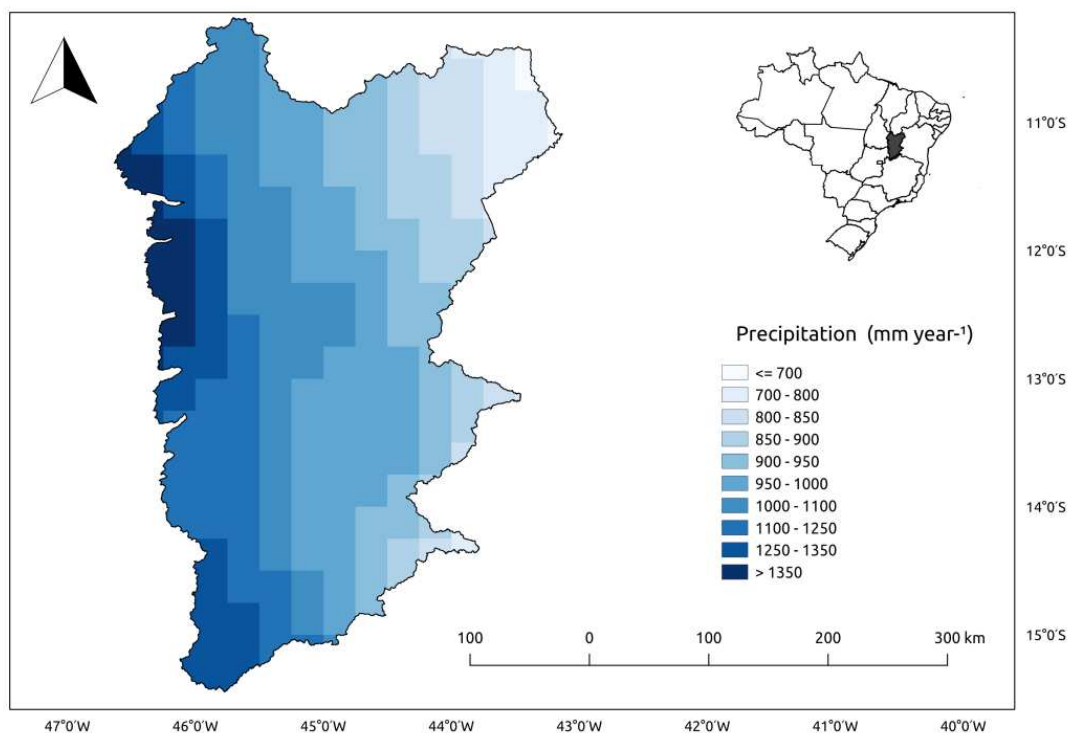 11°0′S
12°0′S
13°0′S
14°0′S
15°0′S
Precipitation (mm year-¹)
<= 700
700 - 800
800 - 850
850 - 900
900 - 950
950 - 1000
1000 - 1100
1100 - 1250
1250 - 1350
> 1350
100 0 100 200 300 km
47°0′W 46°0′W 45°0′W 44°0′W 43°0′W 42°0′W 41°0′W 40°0′W